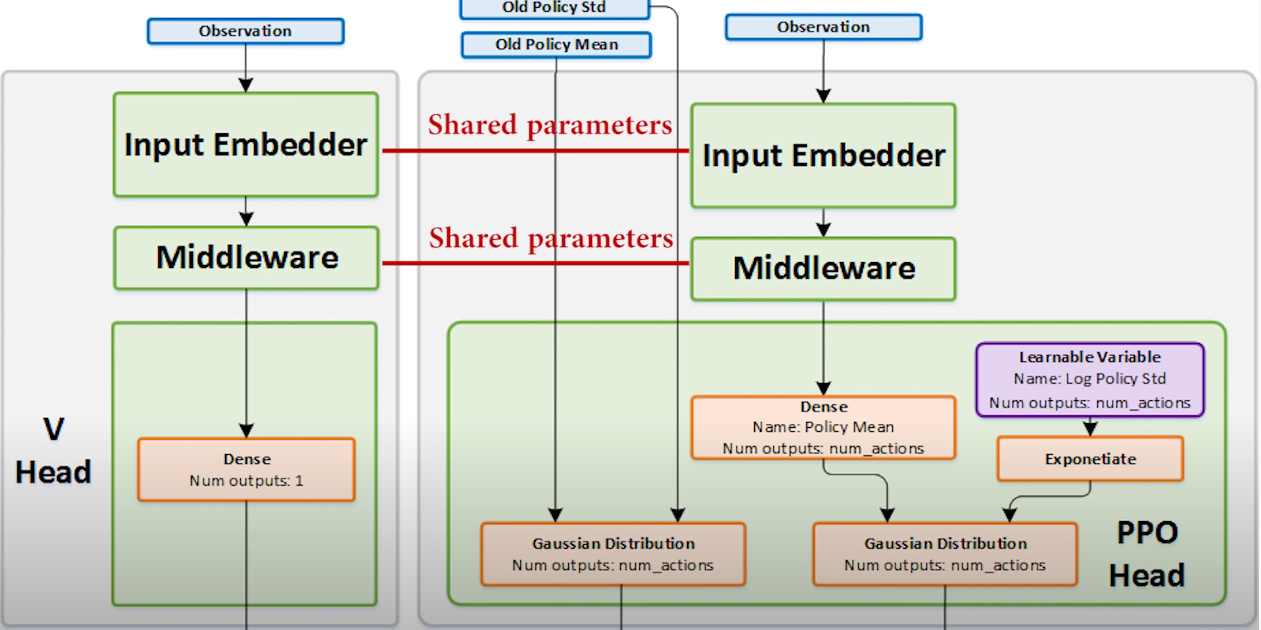 Old Policy Std
Observation
Old Policy Mean
Observation
Input Embedder
Shared parameters
Input Embedder
Middleware
Shared parameters
Middleware
V
Head
Dense
Num outputs: 1
Learnable Variable
Name: Log Policy Std
Num outputs: num_actions
Dense
Name: Policy Mean
Num outputs: num_actions
Exponetiate
Gaussian Distribution
Num outputs: num_actions
Gaussian Distribution
Num outputs: num_actions
PPO
Head